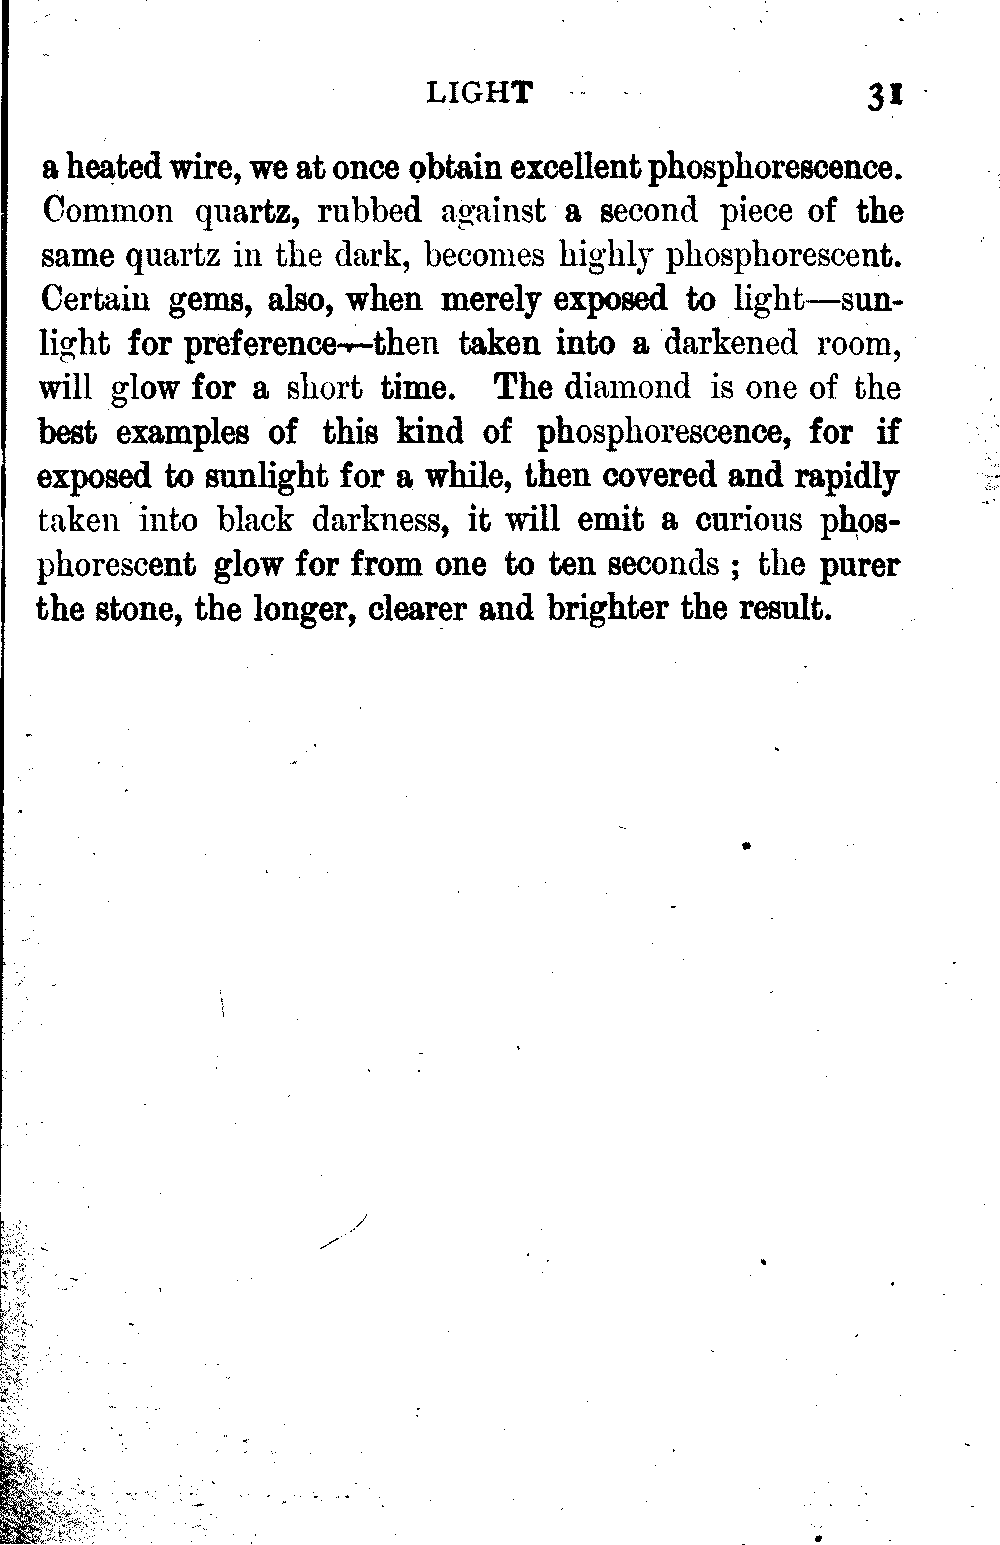 LIGHT 31
a heated wire, we at once obtain excellent phosphorescence.
Common quartz, rubbed against a second piece of the
same quartz in the dark, becomes highly phosphorescent.
Certain gems, also, when merely exposed to light—sun-
light for preference—then taken into a darkened room,
will glow for a short time. The diamond is one of the
best examples of this kind of phosphorescence, for if
exposed to sunlight for a while, then covered and rapidly
taken into black darkness, it will emit a curious phos-
phorescent glow for from one to ten seconds ; the purer
the stone, the longer, clearer and brighter the result.